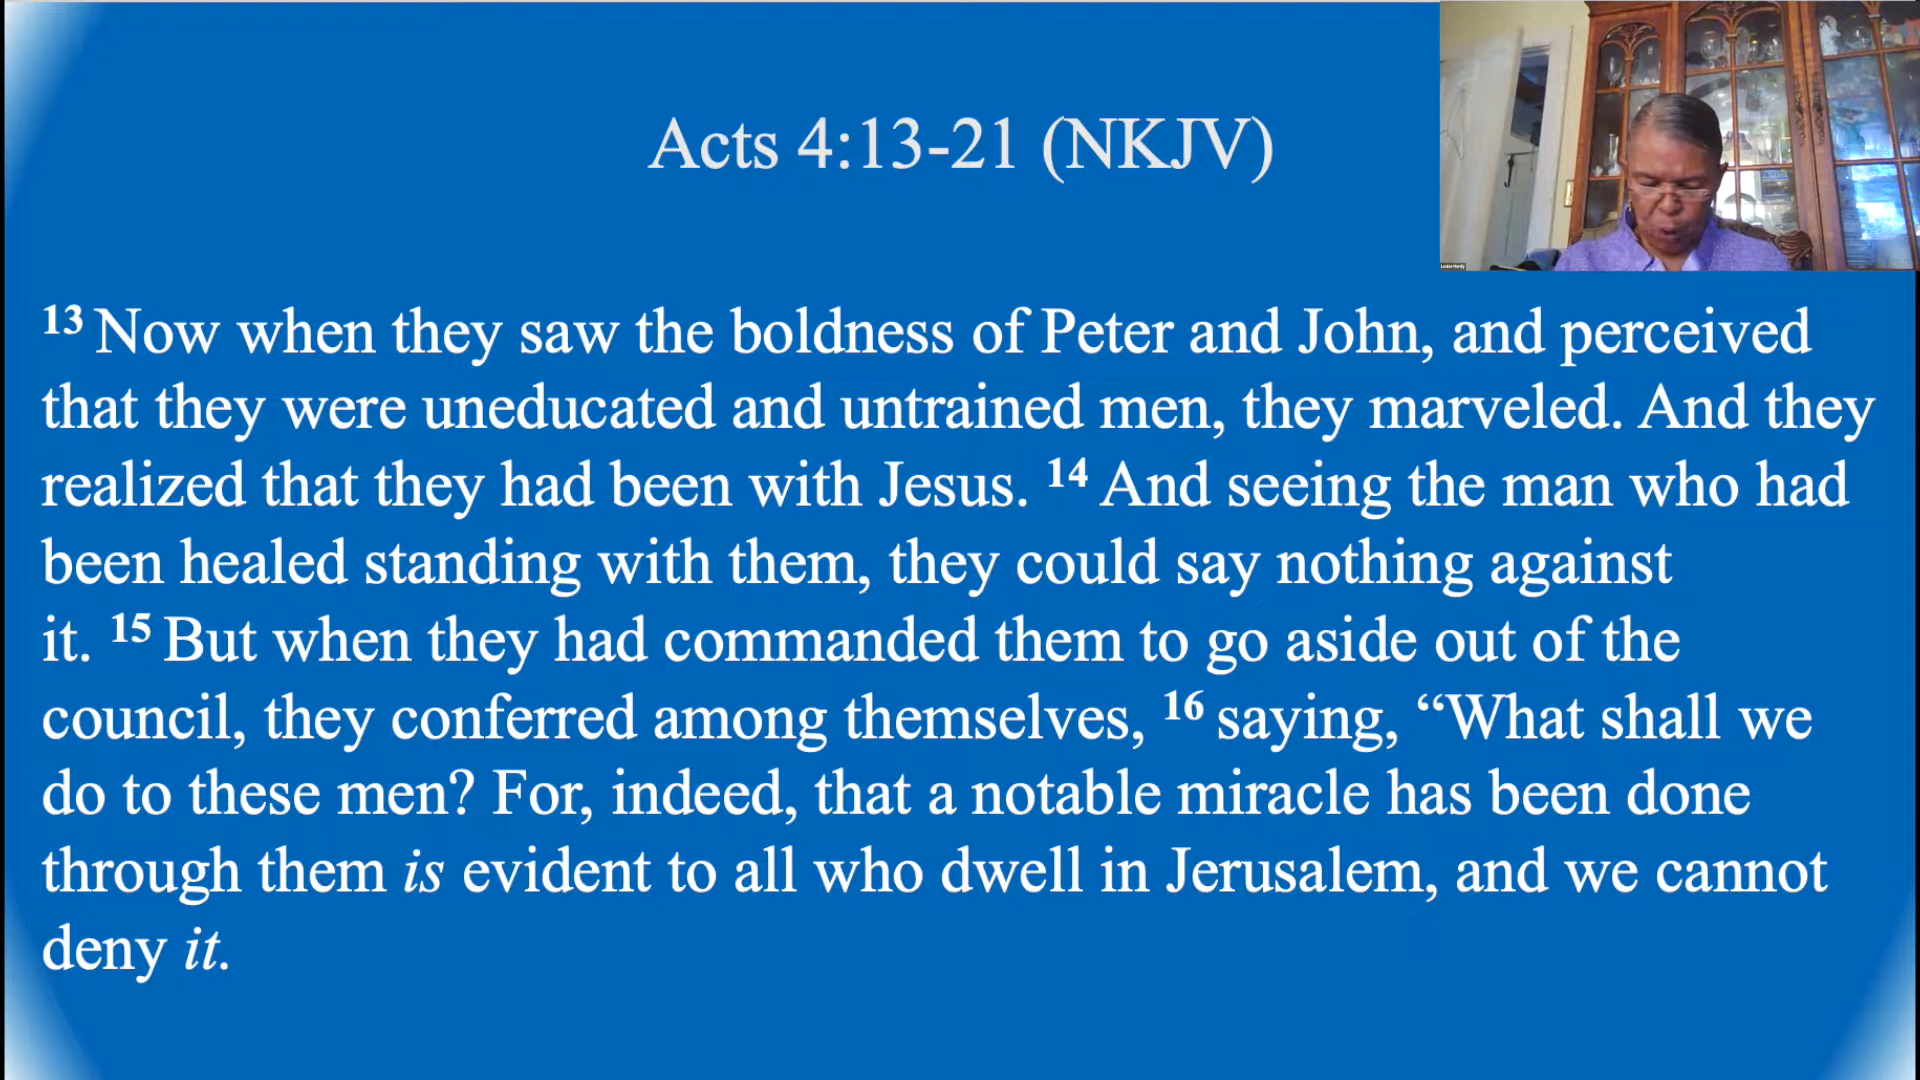 Acts 4:13-21 (NKJV)
13 Now when they saw the boldness of Peter and John, and perceived
that they were uneducated and untrained men, they marveled. And they
realized that they had been with Jesus. 14 And seeing the man who had
been healed standing with them, they could say nothing against
it. 15 But when they had commanded them to go aside out of the
council, they conferred among themselves, 16 saying, “What shall we
do to these men? For, indeed, that a notable miracle has been done
through them is evident to all who dwell in Jerusalem, and we cannot
deny it.